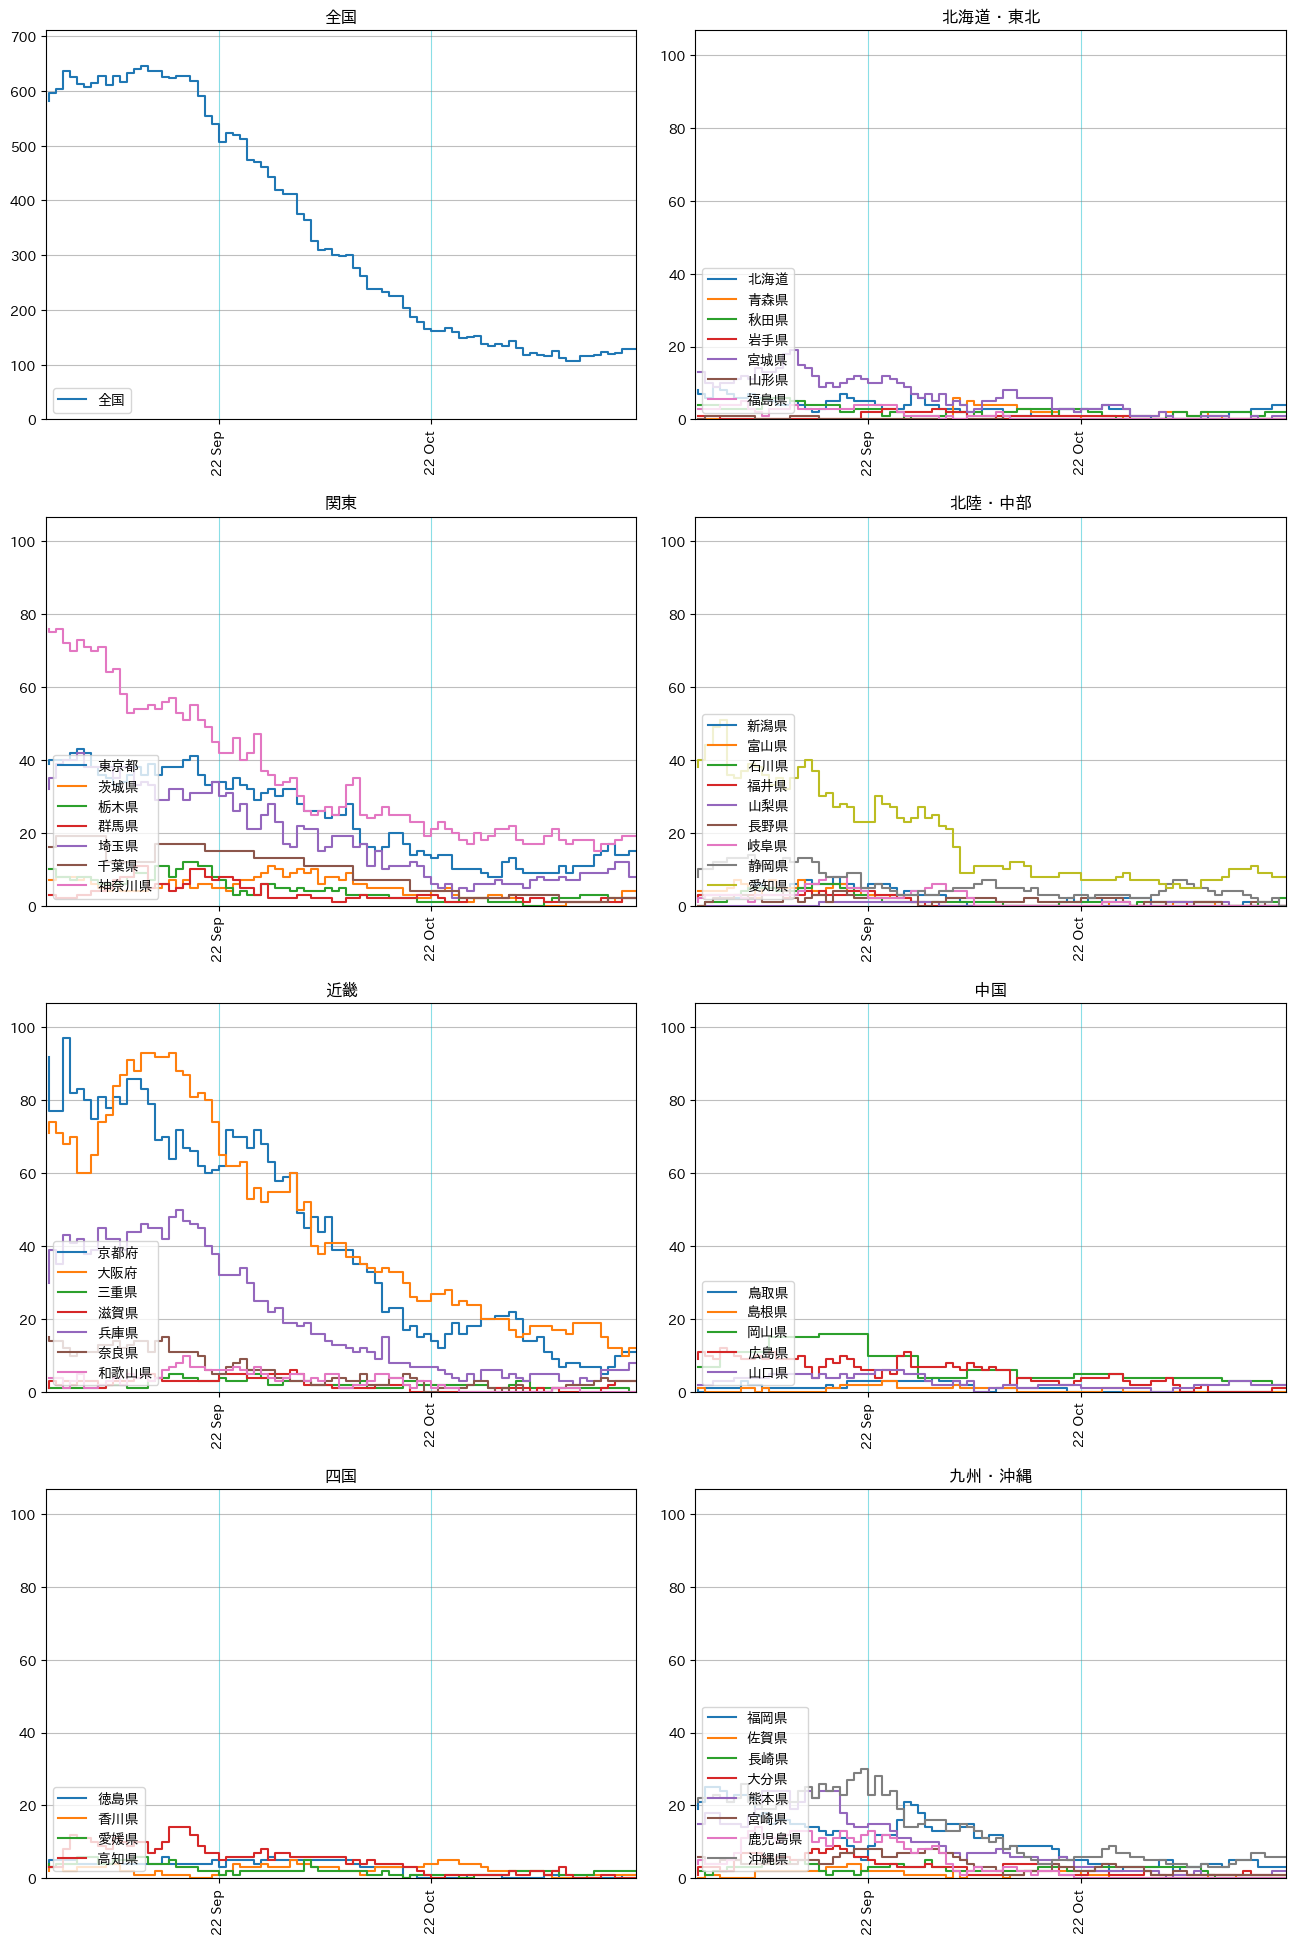 全国
700
600
500
400
300
200
100
0
全国
22 Sep
22 Oct
北海道・東北
100
80
60
40
20
0
北海道
青森県
秋田県
岩手県
宮城県
山形県
福島県
22 Sep
22 Oct
関東
100
80
60
40
20
0
東京都
茨城県
栃木県
群馬県
埼玉県
千葉県
神奈川県
22 Sep
22 Oct
北陸・中部
100
80
60
40
20
0
新潟県
富山県
石川県
福井県
山梨県
長野県
岐阜県
静岡県
愛知県
22 Sep
22 Oct
近畿
100
80
60
40
20
0
京都府
大阪府
三重県
滋賀県
兵庫県
奈良県
和歌山県
22 Sep
22 Oct
中国
100
80
60
40
20
0
鳥取県
島根県
岡山県
広島県
山口県
22 Sep
22 Oct
四国
100
80
60
40
20
0
徳島県
香川県
愛媛県
高知県
22 Sep
22 Oct
九州・沖縄
100
80
60
40
20
0
福岡県
佐賀県
長崎県
大分県
熊本県
宮崎県
鹿児島県
沖縄県
22 Sep
22 Oct